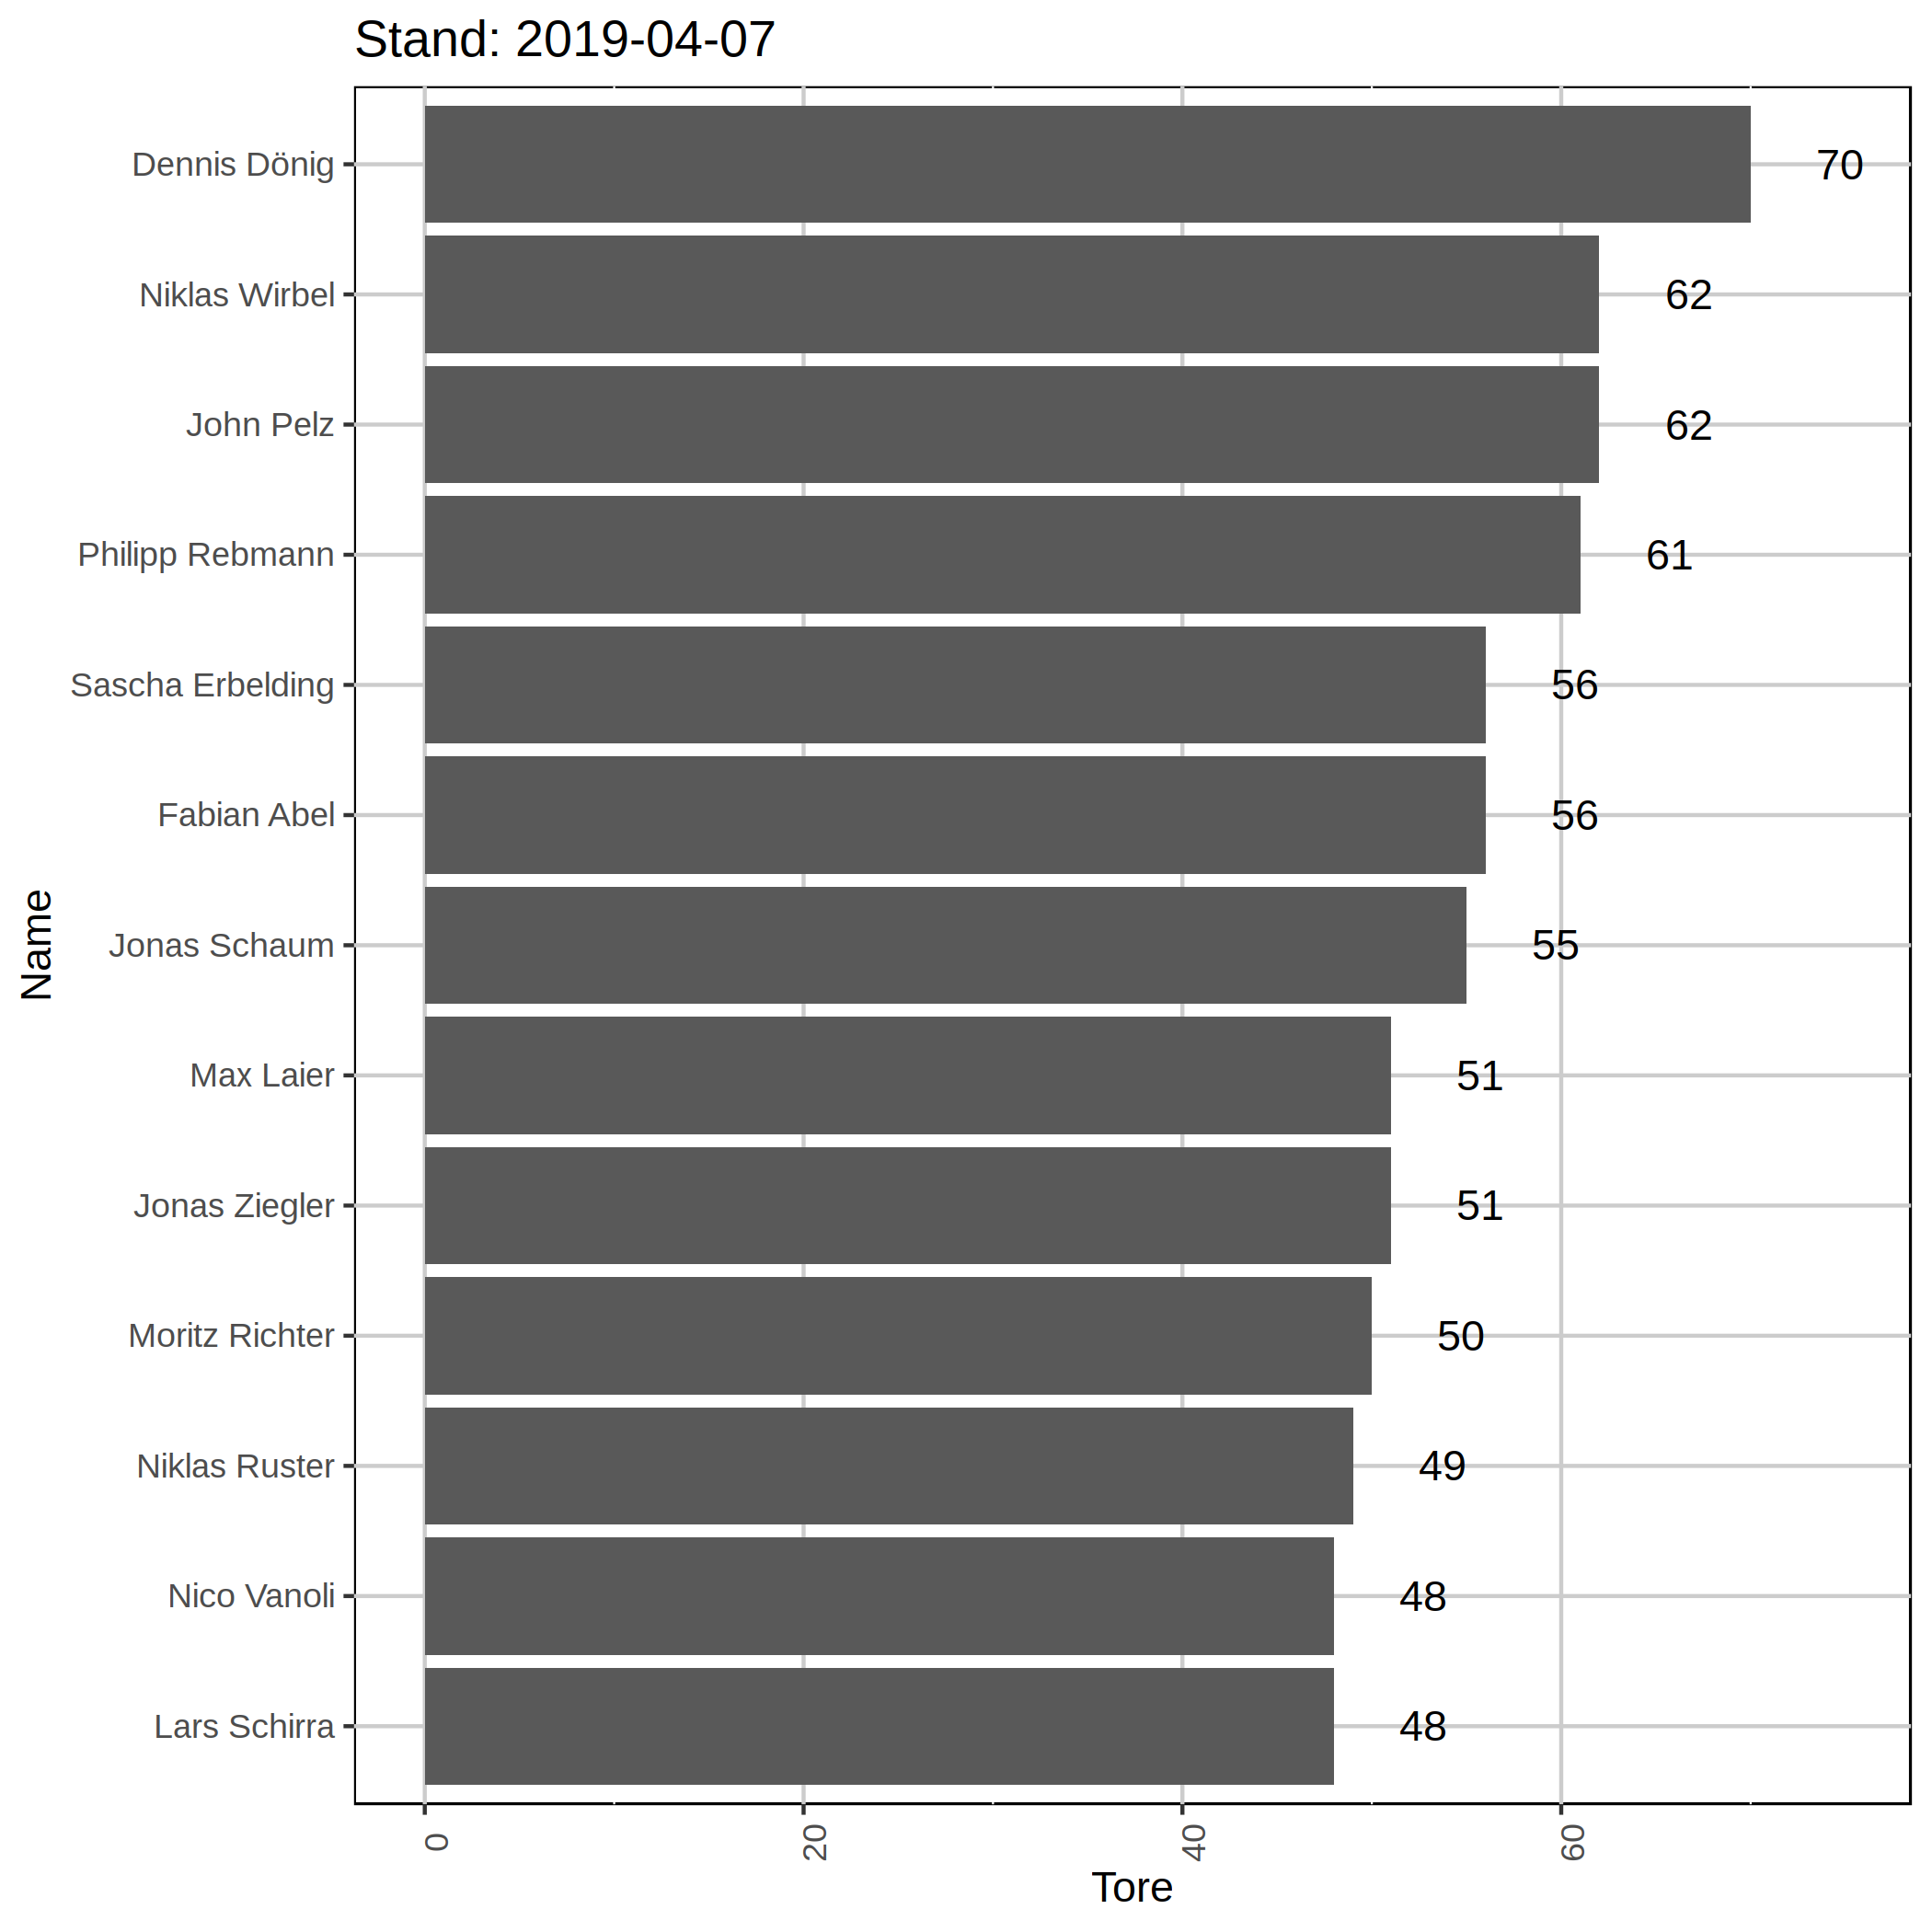 Stand: 2019-04-07
Dennis Dönig 70
Niklas Wirbel 62
John Pelz 62
Philipp Rebmann 61
Sascha Erbelding 56
Fabian Abel 56
Jonas Schaum 55
Max Laier 51
Jonas Ziegler 51
Moritz Richter 50
Niklas Ruster 49
Nico Vanoli 48
Lars Schirra 48
Name
0 20 40 60
Tore